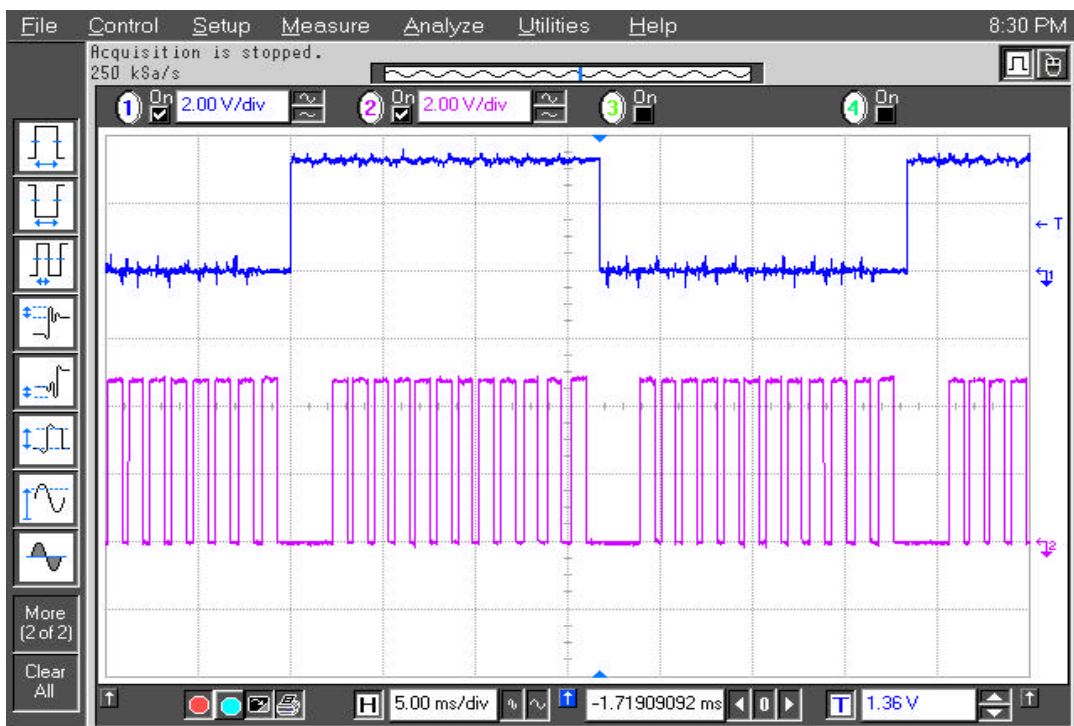 File Control Setup Measure Analyze Utilities Help 8:30 PM
Acquisition is stopped.
250 kSa/s
1 On 2.00 V/div 2 On 2.00 V/div 3 On 4 On
T
1
2
More
(2 of 2)
Clear
All
H 5.00 ms/div -1.71909092 ms 0 T 1.36 V